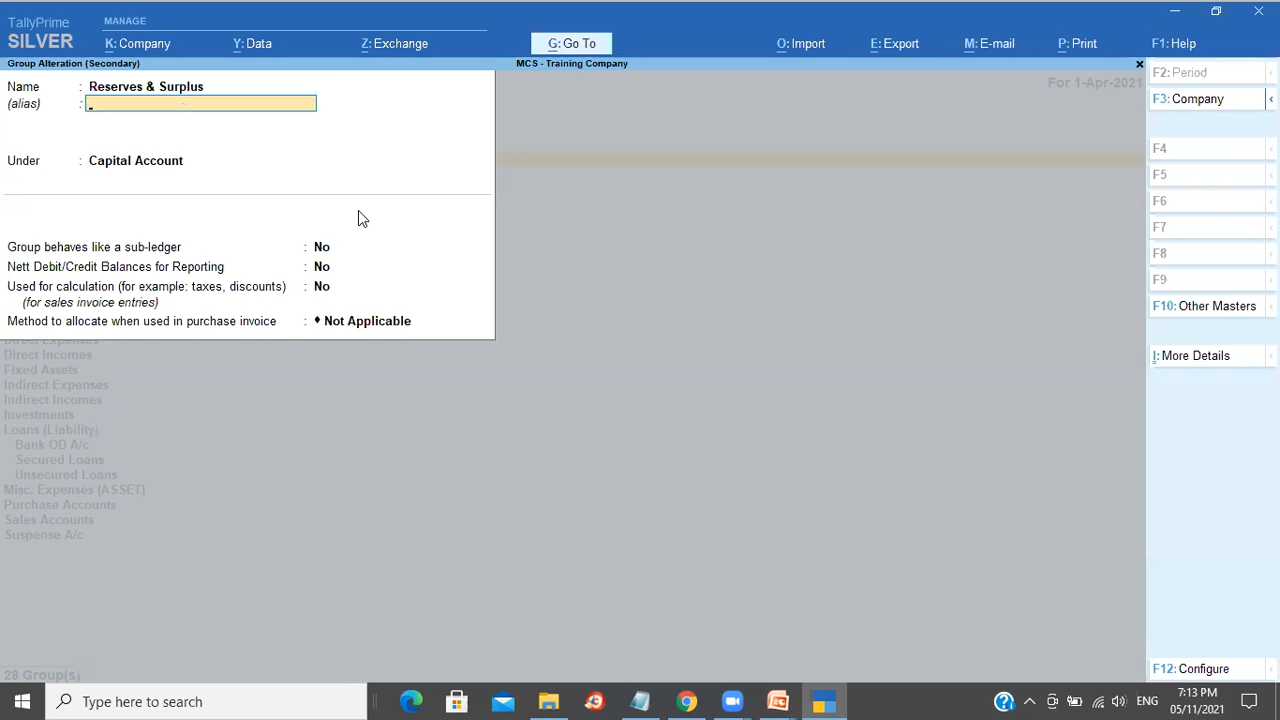 TallyPrime
SILVER
MANAGE
K: Company
Y: Data
Z: Exchange
G: Go To
O: Import
E: Export
M: E-mail
P: Print
F1: Help
Group Alteration (Secondary)
MCS - Training Company
For 1-Apr-2021
Name : Reserves & Surplus
(alias) :
Under : Capital Account
Group behaves like a sub-ledger : No
Nett Debit/Credit Balances for Reporting : No
Used for calculation (for example: taxes, discounts) : No
(for sales invoice entries)
Method to allocate when used in purchase invoice : ♦ Not Applicable
Direct Expenses
Direct Incomes
Fixed Assets
Indirect Expenses
Indirect Incomes
Investments
Loans (Liability)
Bank OD A/c
Secured Loans
Unsecured Loans
Misc. Expenses (ASSET)
Purchase Accounts
Sales Accounts
Suspense A/c
28 Group(s)
F2: Period
F3: Company
F4
F5
F6
F7
F8
F9
F10: Other Masters
I: More Details
F12: Configure
Type here to search
ENG
7:13 PM
05/11/2021